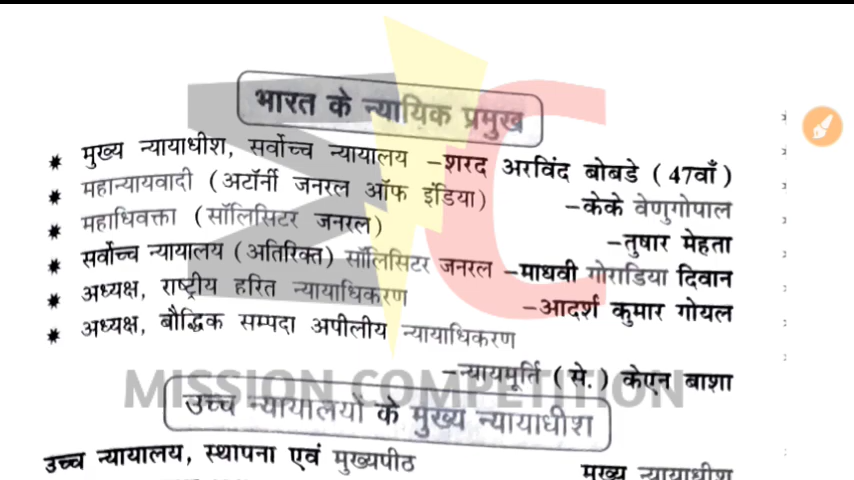 भारत के न्यायिक प्रमुख
* मुख्य न्यायाधीश, सर्वोच्च न्यायालय –शरद अरविंद बोबडे (47वाँ)
* महान्यायवादी (अटॉर्नी जनरल ऑफ इंडिया) –केके वेणुगोपाल
* महाधिवक्ता (सॉलिसिटर जनरल) –तुषार मेहता
* सर्वोच्च न्यायालय (अतिरिक्त) सॉलिसिटर जनरल –माधवी गोराडिया दिवान
* अध्यक्ष, राष्ट्रीय हरित न्यायाधिकरण –आदर्श कुमार गोयल
* अध्यक्ष, बौद्धिक सम्पदा अपीलीय न्यायाधिकरण
–न्यायमूर्ति (से.) केएन बाशा
MISSION COMPETITION
उच्च न्यायालयों के मुख्य न्यायाधीश
उच्च न्यायालय, स्थापना एवं मुख्यपीठ मुख्य न्यायाधीश